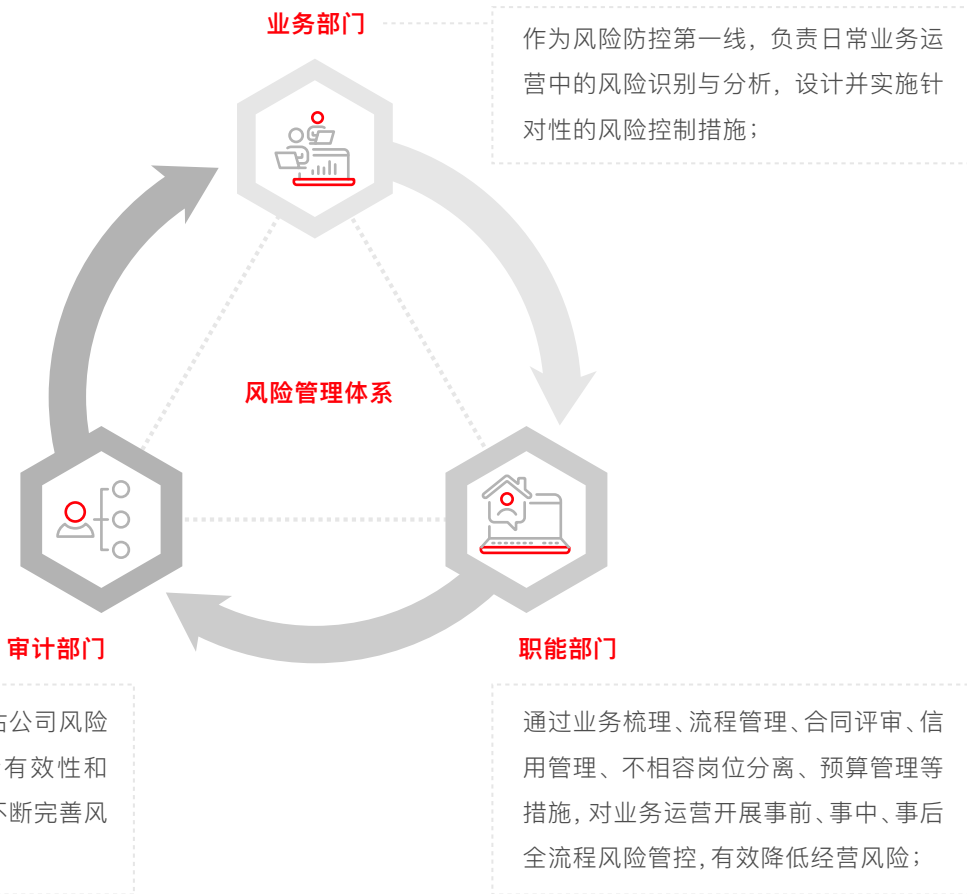 业务部门
作为风险防控第一线，负责日常业务运
营中的风险识别与分析，设计并实施针
对性的风险控制措施；
风险管理体系
审计部门
职能部门
公司风险
有效性和
不断完善风
通过业务梳理、流程管理、合同评审、信
用管理、不相容岗位分离、预算管理等
措施，对业务运营开展事前、事中、事后
全流程风险管控，有效降低经营风险；